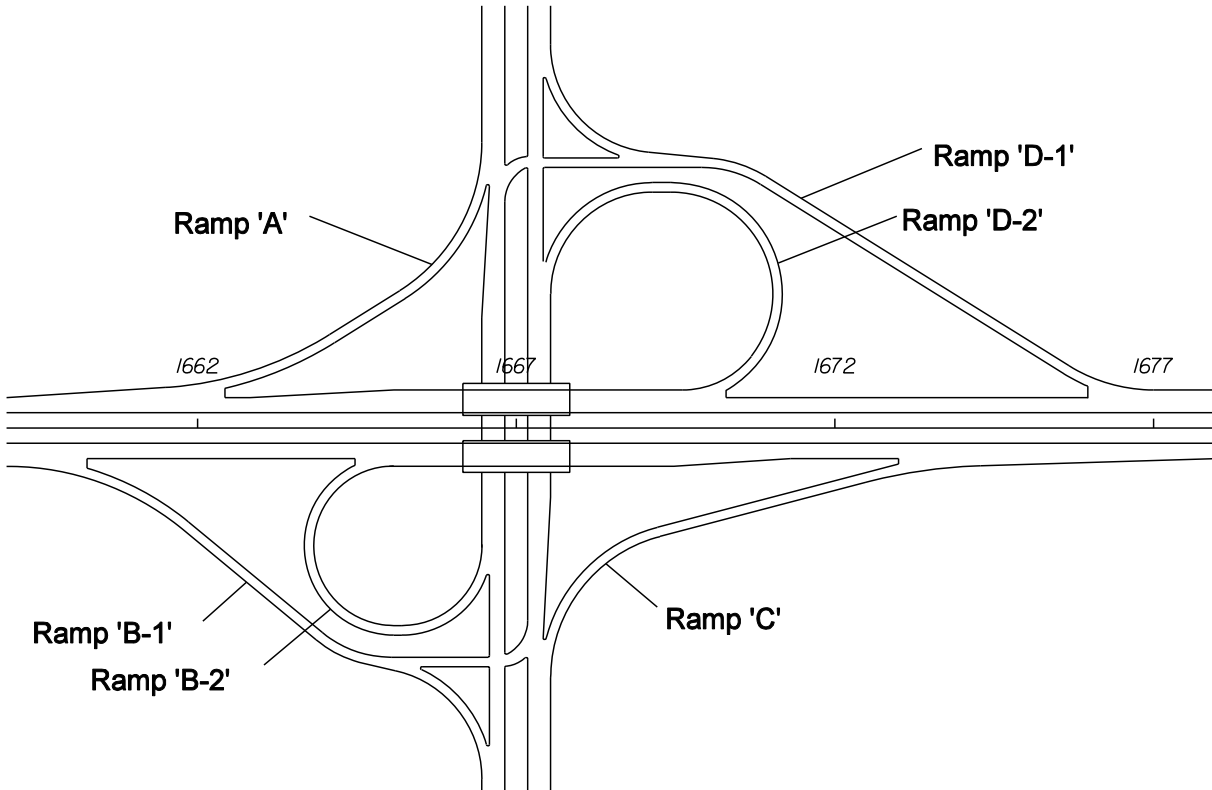 Ramp 'D-1'
Ramp 'A'
Ramp 'D-2'
1662
1667
1672
1677
Ramp 'B-1'
Ramp 'C'
Ramp 'B-2'